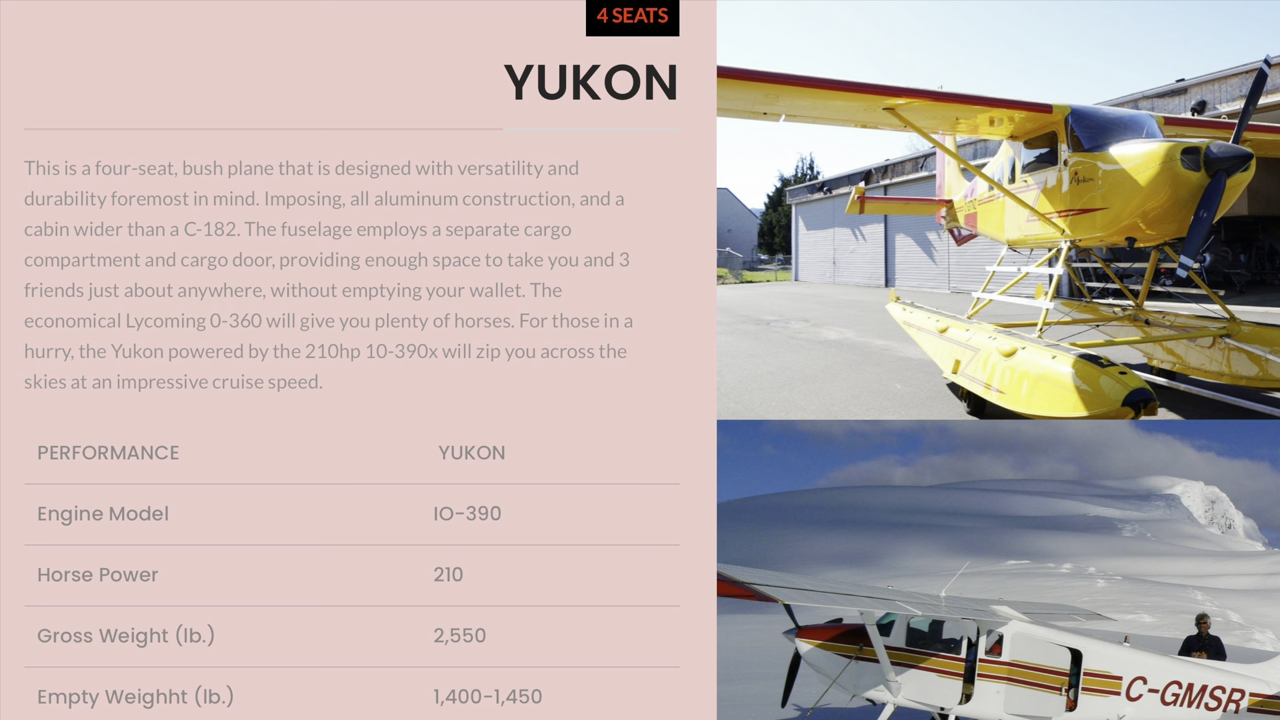 4 SEATS
YUKON
This is a four-seat, bush plane that is designed with versatility and
durability foremost in mind. Imposing, all aluminum construction, and a
cabin wider than a C-182. The fuselage employs a separate cargo
compartment and cargo door, providing enough space to take you and 3
friends just about anywhere, without emptying your wallet. The
economical Lycoming 0-360 will give you plenty of horses. For those in a
hurry, the Yukon powered by the 210hp 10-390x will zip you across the
skies at an impressive cruise speed.
PERFORMANCE YUKON
Engine Model IO-390
Horse Power 210
Gross Weight (lb.) 2,550
Empty Weighht (lb.) 1,400-1,450
Yukon
C-GMSR